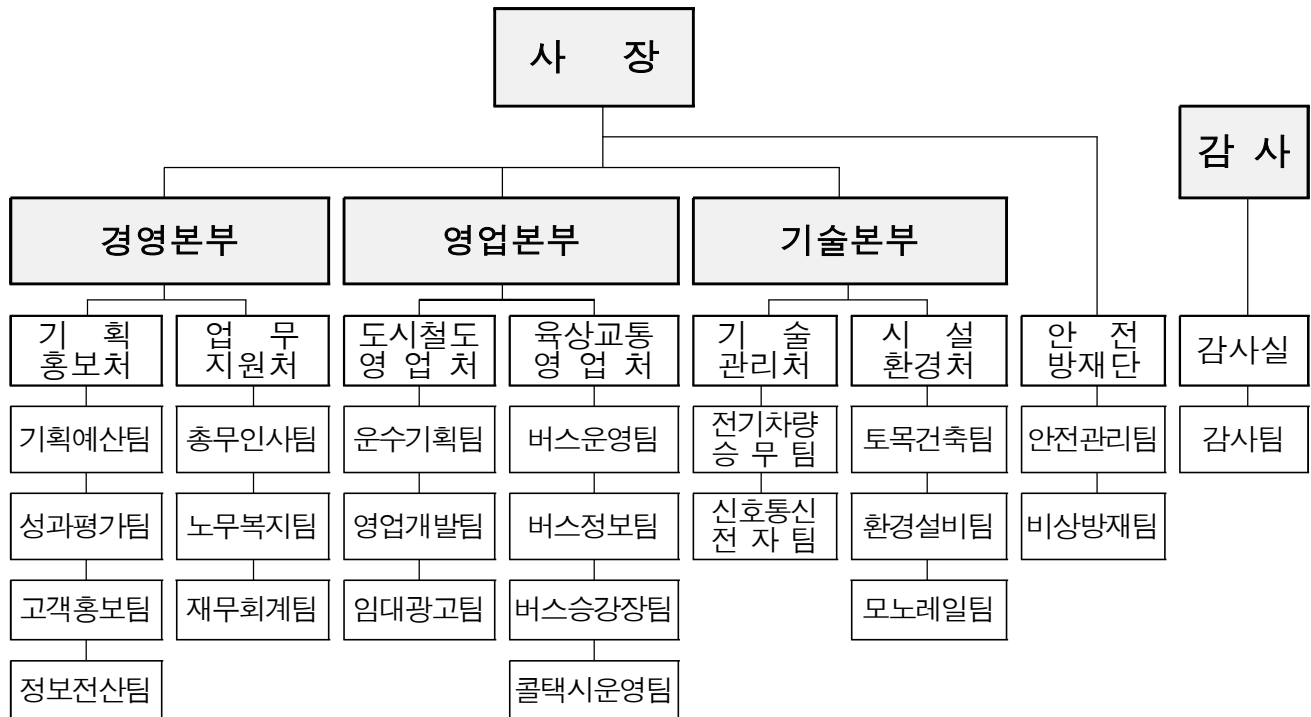 사 장
감 사
경영본부
영업본부
기술본부
기 획
홍보처
업 무
지원처
도시철도
영 업 처
육상교통
영 업 처
기 술
관리처
시 설
환경처
안 전
방재단
감사실
기획예산팀
총무인사팀
운수기획팀
버스운영팀
전기차량
승 무 팀
토목건축팀
안전관리팀
감사팀
성과평가팀
노무복지팀
영업개발팀
버스정보팀
신호통신
전 자 팀
환경설비팀
비상방재팀
고객홍보팀
재무회계팀
임대광고팀
버스승강장팀
모노레일팀
정보전산팀
콜택시운영팀